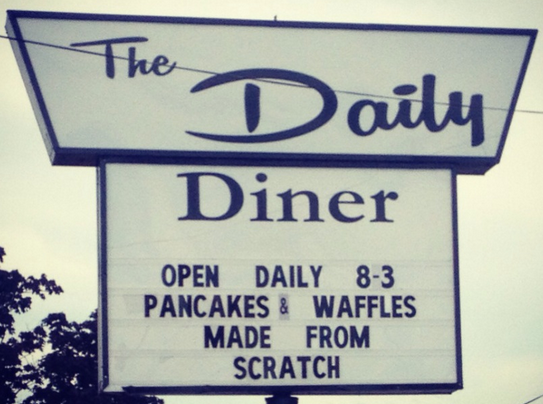 The
Daily
Diner
OPEN DAILY 8-3
PANCAKES & WAFFLES
MADE FROM
SCRATCH